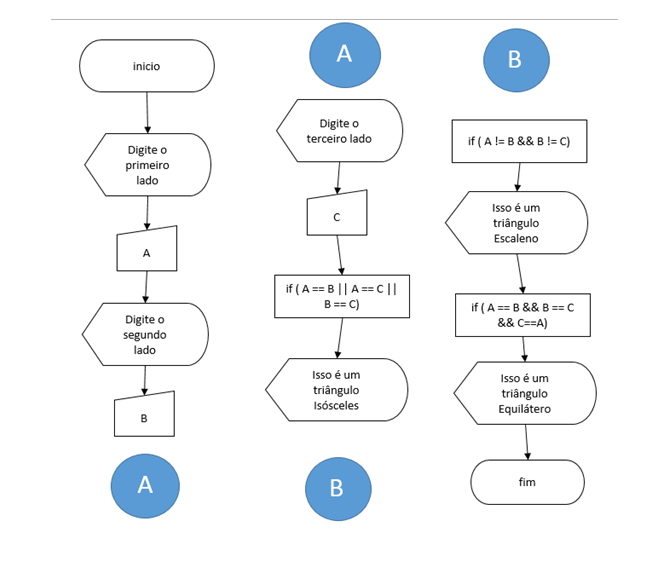 inicio
Digite o
primeiro
lado
A
Digite o
segundo
lado
B
A
A
Digite o
terceiro lado
C
if ( A == B || A == C ||
B == C)
Isso é um
triângulo
Isósceles
B
B
if ( A != B && B != C)
Isso é um
triângulo
Escaleno
if ( A == B && B == C
&& C==A)
Isso é um
triângulo
Equilátero
fim